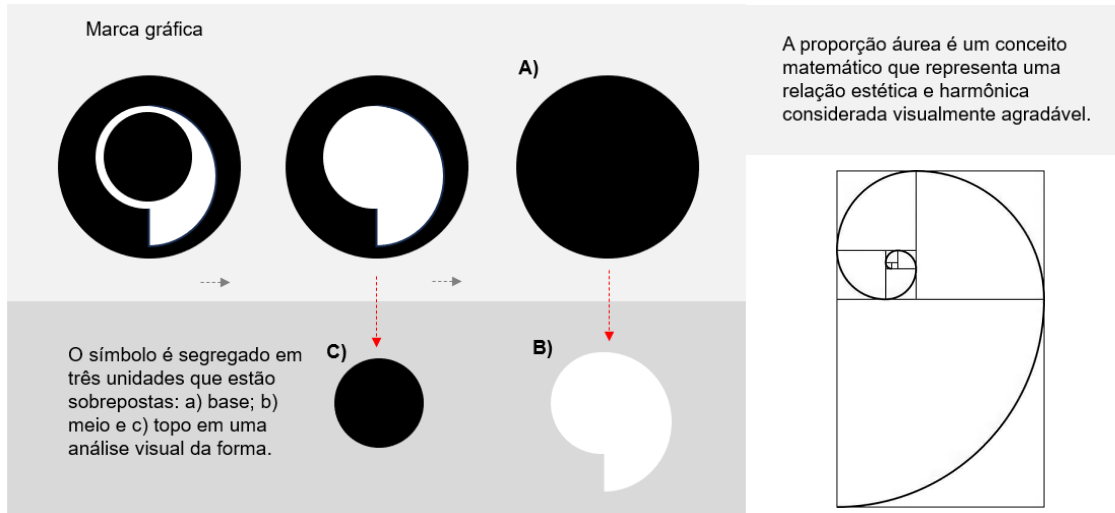 Marca gráfica
A)
A proporção áurea é um conceito
matemático que representa uma
relação estética e harmônica
considerada visualmente agradável.
O símbolo é segregado em
três unidades que estão
sobrepostas: a) base; b)
meio e c) topo em uma
análise visual da forma.
C)
B)